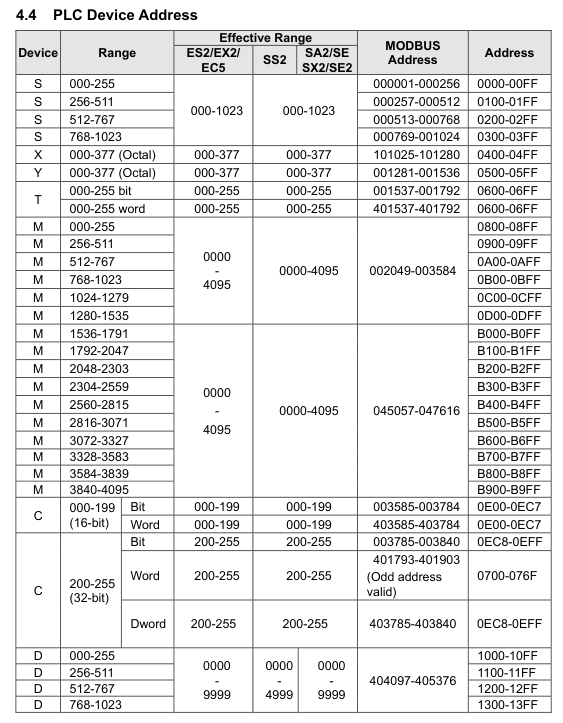 4.4 PLC Device Address
Device Range Effective Range MODBUS Address Address
ES2/EX2/EC5 SS2 SA2/SE SX2/SE2
S 000-255 000-1023 000-1023 000001-000256 0000-00FF
S 256-511 000257-000512 0100-01FF
S 512-767 000513-000768 0200-02FF
S 768-1023 000769-001024 0300-03FF
X 000-377 (Octal) 000-377 000-377 101025-101280 0400-04FF
Y 000-377 (Octal) 000-377 000-377 001281-001536 0500-05FF
T 000-255 bit 000-255 000-255 001537-001792 0600-06FF
000-255 word 000-255 000-255 401537-401792 0600-06FF
M 000-255 0000 - 4095 0000-4095 002049-003584 0800-08FF
M 256-511 0900-09FF
M 512-767 0A00-0AFF
M 768-1023 0B00-0BFF
M 1024-1279 0C00-0CFF
M 1280-1535 0D00-0DFF
M 1536-1791 0000 - 4095 0000-4095 045057-047616 B000-B0FF
M 1792-2047 B100-B1FF
M 2048-2303 B200-B2FF
M 2304-2559 B300-B3FF
M 2560-2815 B400-B4FF
M 2816-3071 B500-B5FF
M 3072-3327 B600-B6FF
M 3328-3583 B700-B7FF
M 3584-3839 B800-B8FF
M 3840-4095 B900-B9FF
C 000-199 (16-bit) Bit 000-199 000-199 003585-003784 0E00-0EC7
Word 000-199 000-199 403585-403784 0E00-0EC7
C 200-255 (32-bit) Bit 200-255 200-255 003785-003840 0EC8-0EFF
Word 200-255 200-255 401793-401903 (Odd address valid) 0700-076F
Dword 200-255 200-255 403785-403840 0EC8-0EFF
D 000-255 0000 - 9999 0000 - 4999 0000 - 9999 404097-405376 1000-10FF
D 256-511 1100-11FF
D 512-767 1200-12FF
D 768-1023 1300-13FF